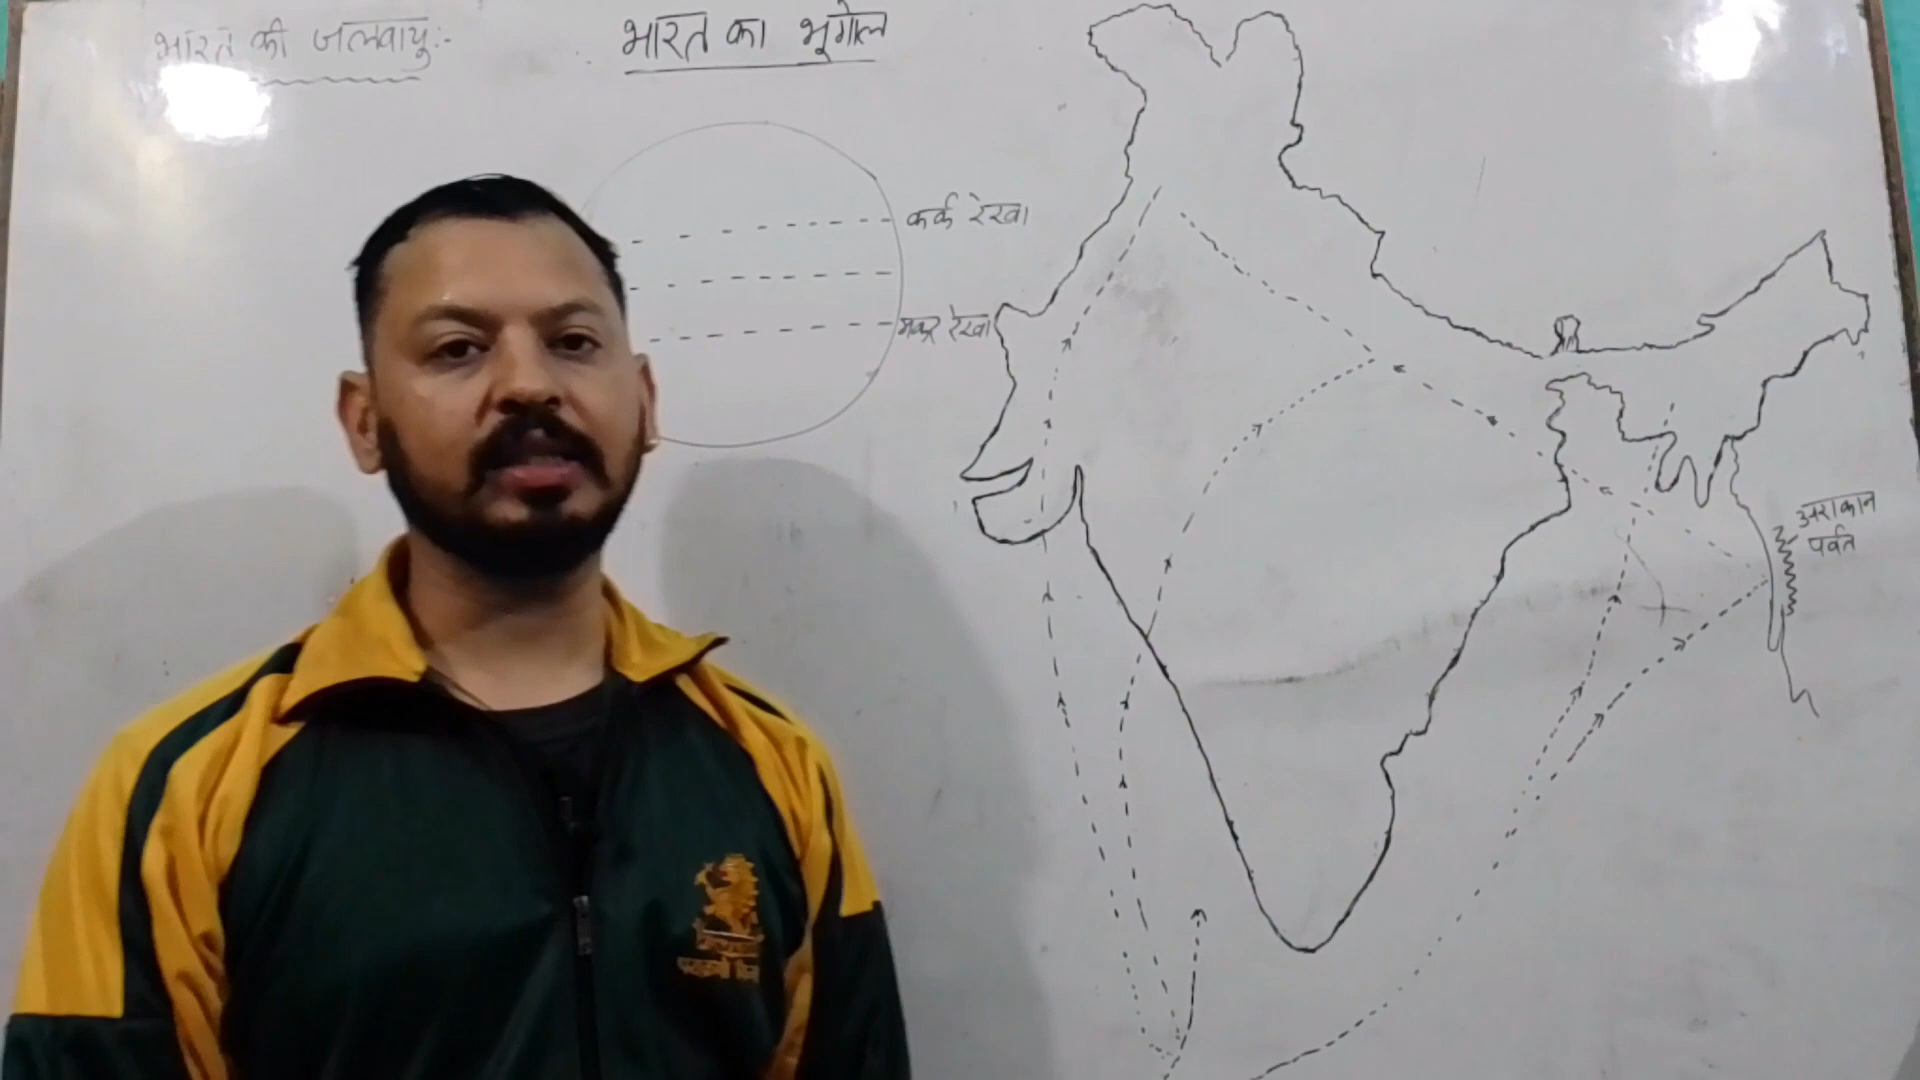 भारत की जलवायु:-
भारत का भूगोल
कर्क रेखा
मकर रेखा
अराकान
पर्वत